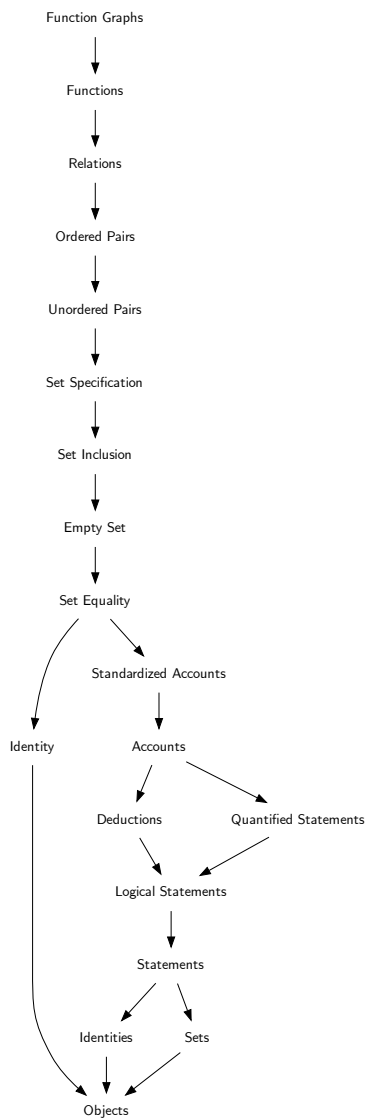 Function Graphs
Functions
Relations
Ordered Pairs
Unordered Pairs
Set Specification
Set Inclusion
Empty Set
Set Equality
Standardized Accounts
Identity
Accounts
Deductions
Quantified Statements
Logical Statements
Statements
Identities
Sets
Objects